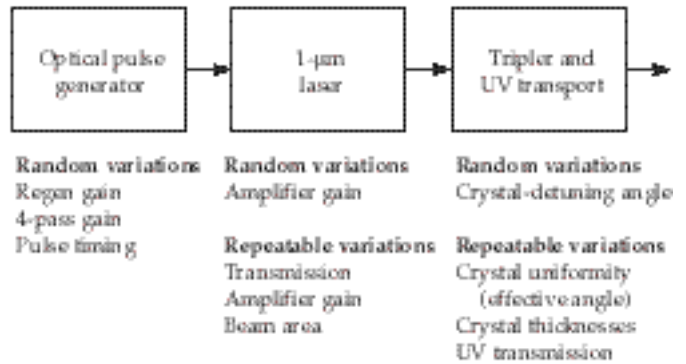 Optical pulse
generator
1-μm
laser
Tripler and
UV transport
Random variations
Regen gain
4-pass gain
Pulse timing
Random variations
Amplifier gain
Repeatable variations
Transmission
Amplifier gain
Beam area
Random variations
Crystal-detuning angle
Repeatable variations
Crystal uniformity
(effective angle)
Crystal thicknesses
UV transmission